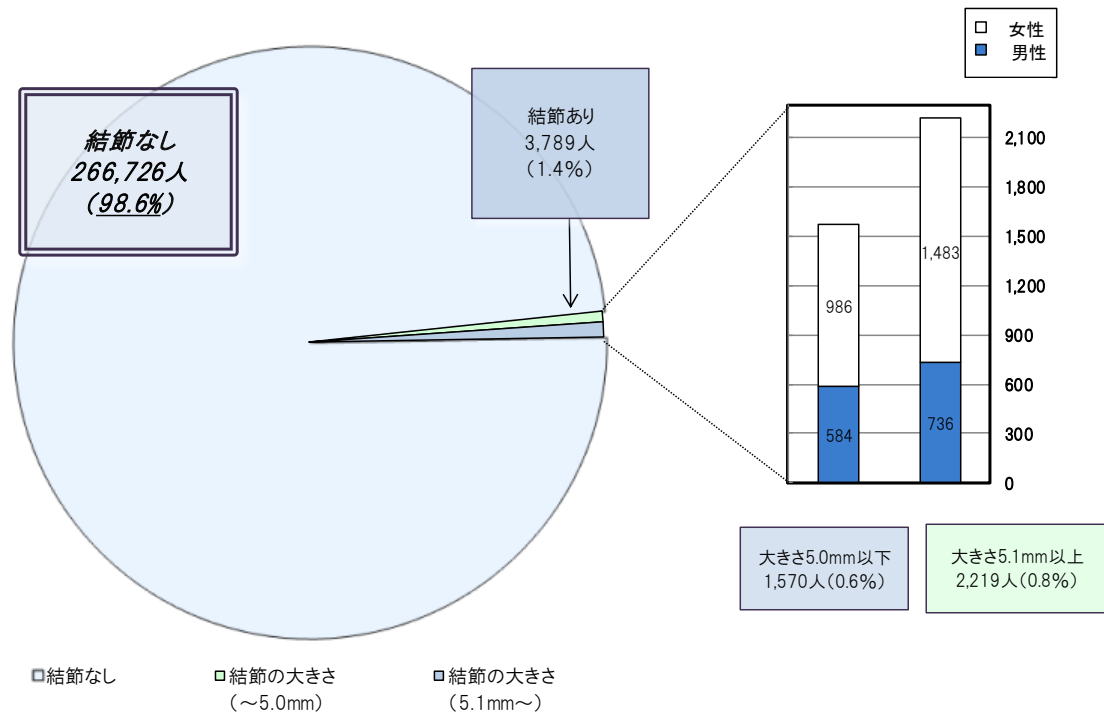 女性
男性
結節なし
266,726人
(98.6%)
結節あり
3,789人
(1.4%)
2,100
1,800
1,500
1,200
900
600
300
0
986
584
1,483
736
大きさ5.0mm以下
1,570人(0.6%)
大きさ5.1mm以上
2,219人(0.8%)
結節なし
結節の大きさ
(～5.0mm)
結節の大きさ
(5.1mm～)